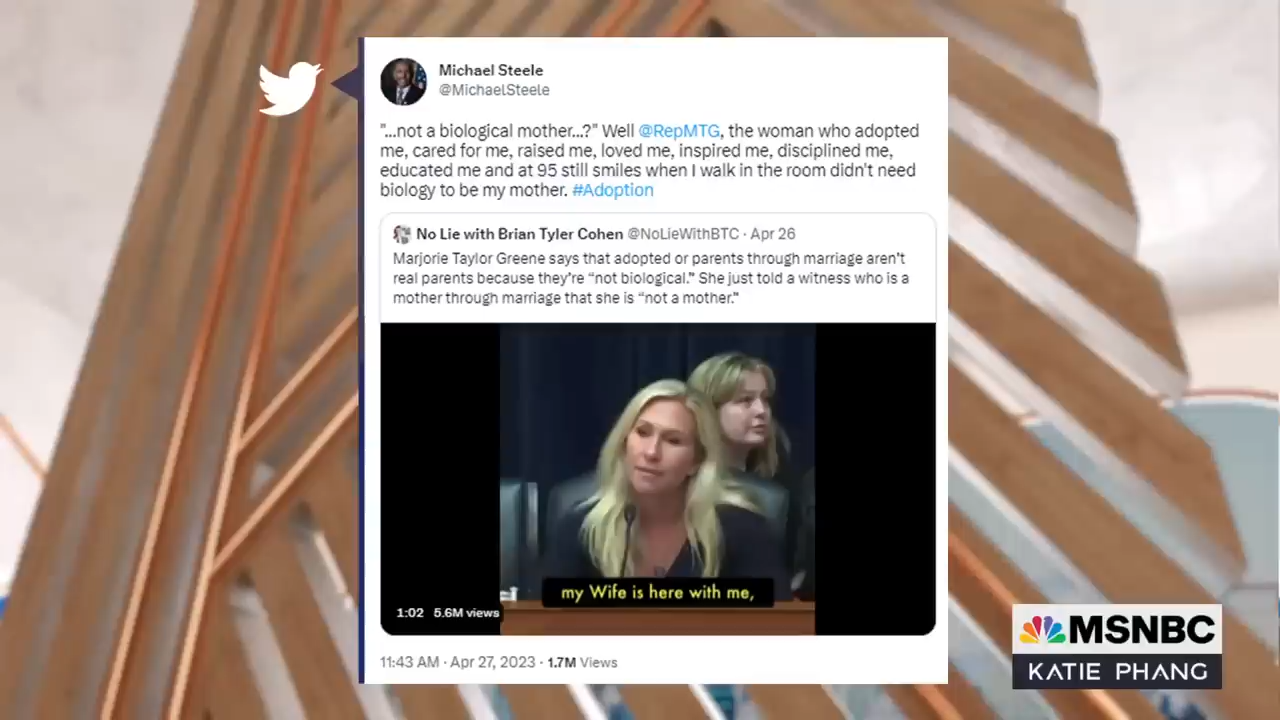 Michael Steele
@MichaelSteele
"...not a biological mother...?" Well @RepMTG, the woman who adopted
me, cared for me, raised me, loved me, inspired me, disciplined me,
educated me and at 95 still smiles when I walk in the room didn't need
biology to be my mother. #Adoption
No Lie with Brian Tyler Cohen @NoLieWithBTC · Apr 26
Marjorie Taylor Greene says that adopted or parents through marriage aren't
real parents because they're "not biological." She just told a witness who is a
mother through marriage that she is "not a mother."
my Wife is here with me,
1:02 5.6M views
11:43 AM · Apr 27, 2023 · 1.7M Views
MSNBC
KATIE PHANG